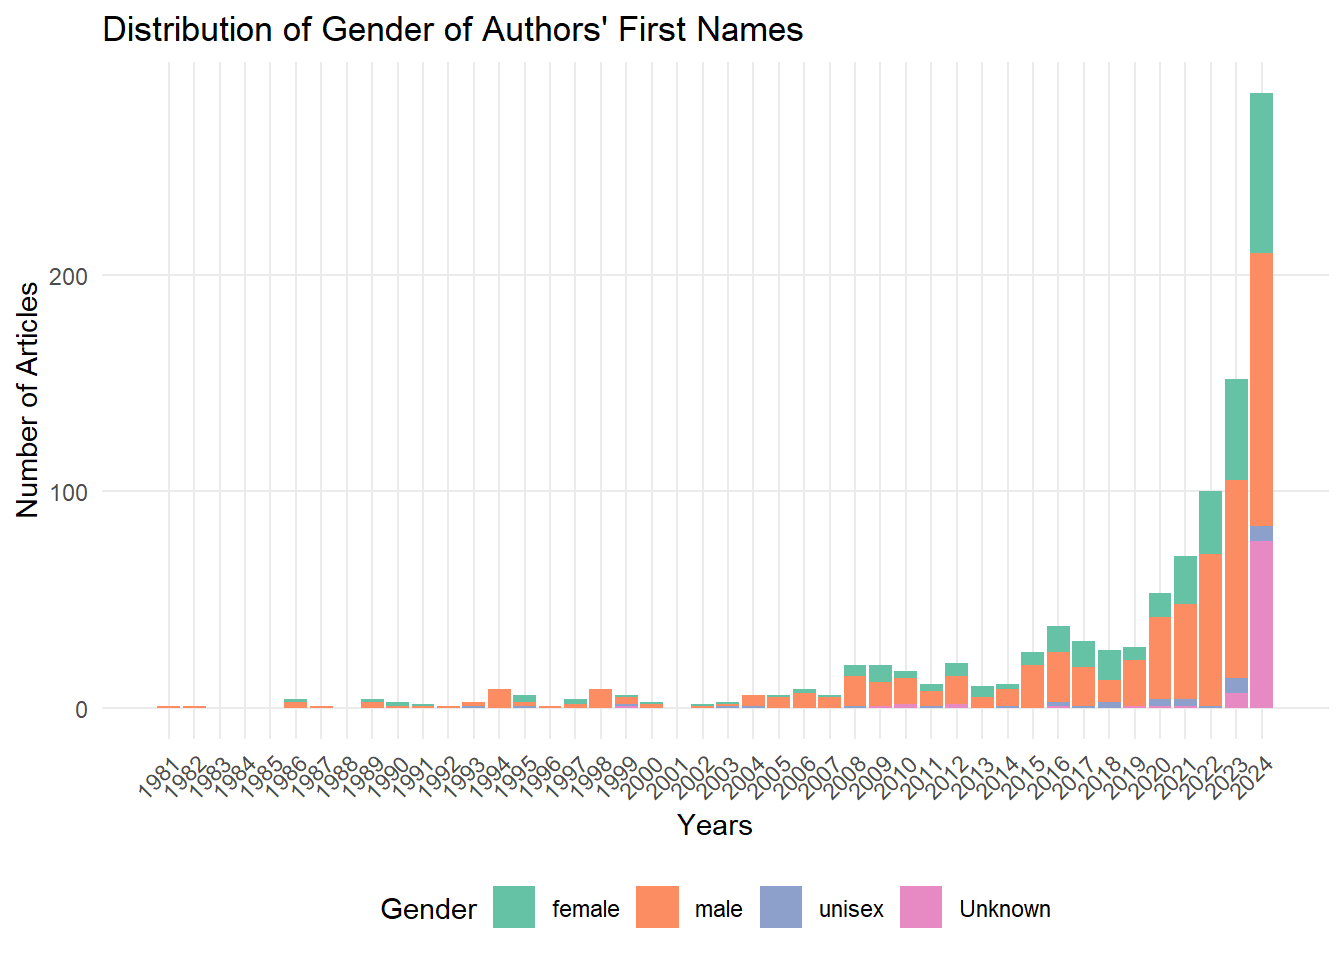 Distribution of Gender of Authors' First Names
Number of Articles
200
100
0
1981 1982 1983 1984 1985 1986 1987 1988 1989 1990 1991 1992 1993 1994 1995 1996 1997 1998 1999 2000 2001 2002 2003 2004 2005 2006 2007 2008 2009 2010 2011 2012 2013 2014 2015 2016 2017 2018 2019 2020 2021 2022 2023 2024
Years
Gender female male unisex Unknown